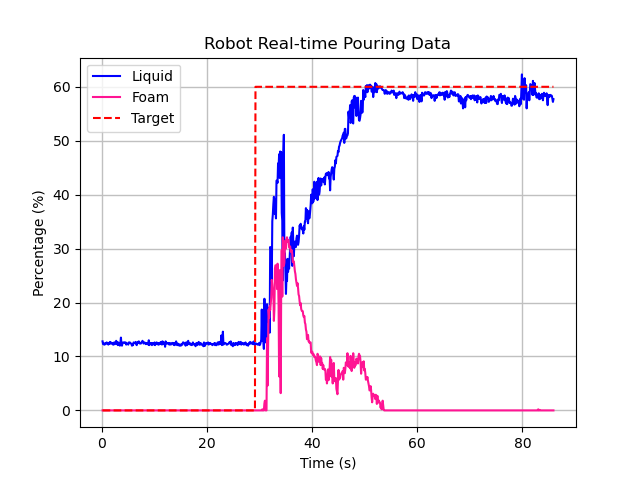 Robot Real-time Pouring Data
Liquid
Foam
Target
Percentage (%)
60
50
40
30
20
10
0
0 20 40 60 80
Time (s)